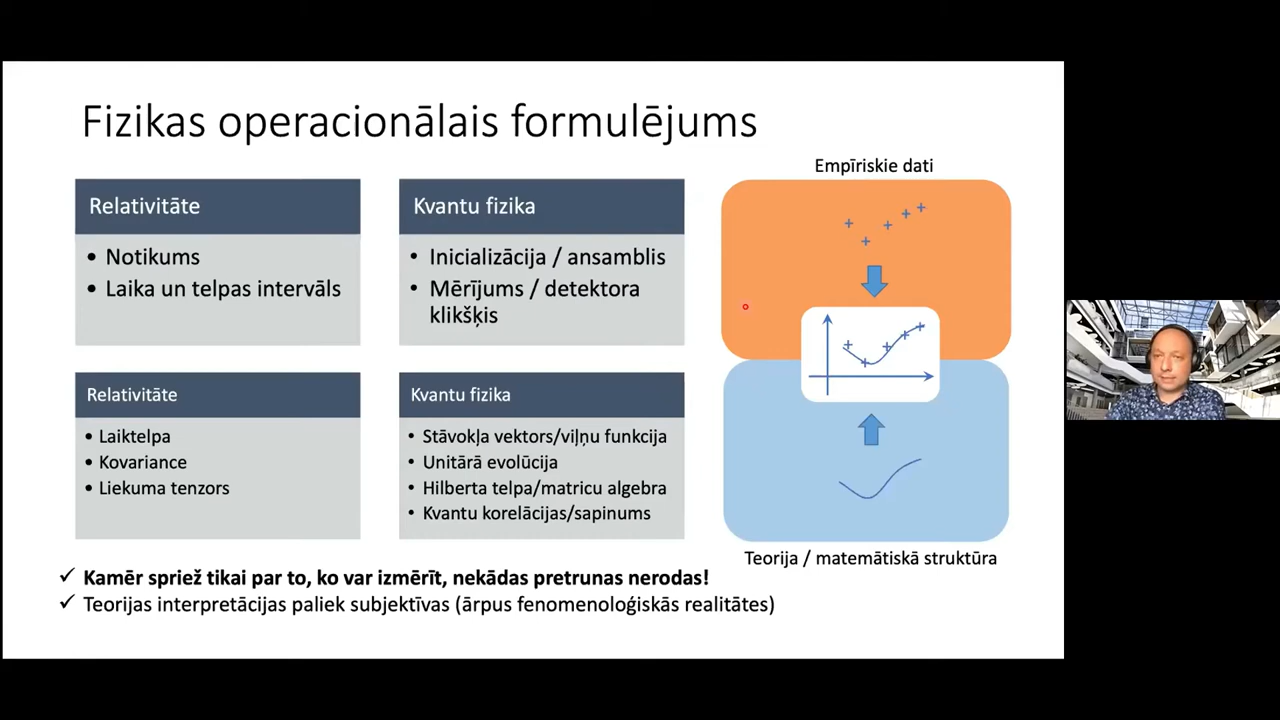 Fizikas operacionālais formulējums
Relativitāte
• Notikums
• Laika un telpas intervāls
Kvantu fizika
• Inicializācija / ansamblis
• Mērījums / detektora
klikšķis
Relativitāte
• Laiktelpa
• Kovariance
• Liekuma tenzors
Kvantu fizika
• Stāvokļa vektors/viļņu funkcija
• Unitārā evolūcija
• Hilberta telpa/matricu algebra
• Kvantu korelācijas/sapinums
Empīriskie dati
Teorija / matemātiskā struktūra
✓ Kamēr spriež tikai par to, ko var izmērīt, nekādas pretrunas nerodas!
✓ Teorijas interpretācijas paliek subjektīvas (ārpus fenomenoloģiskās realitātes)